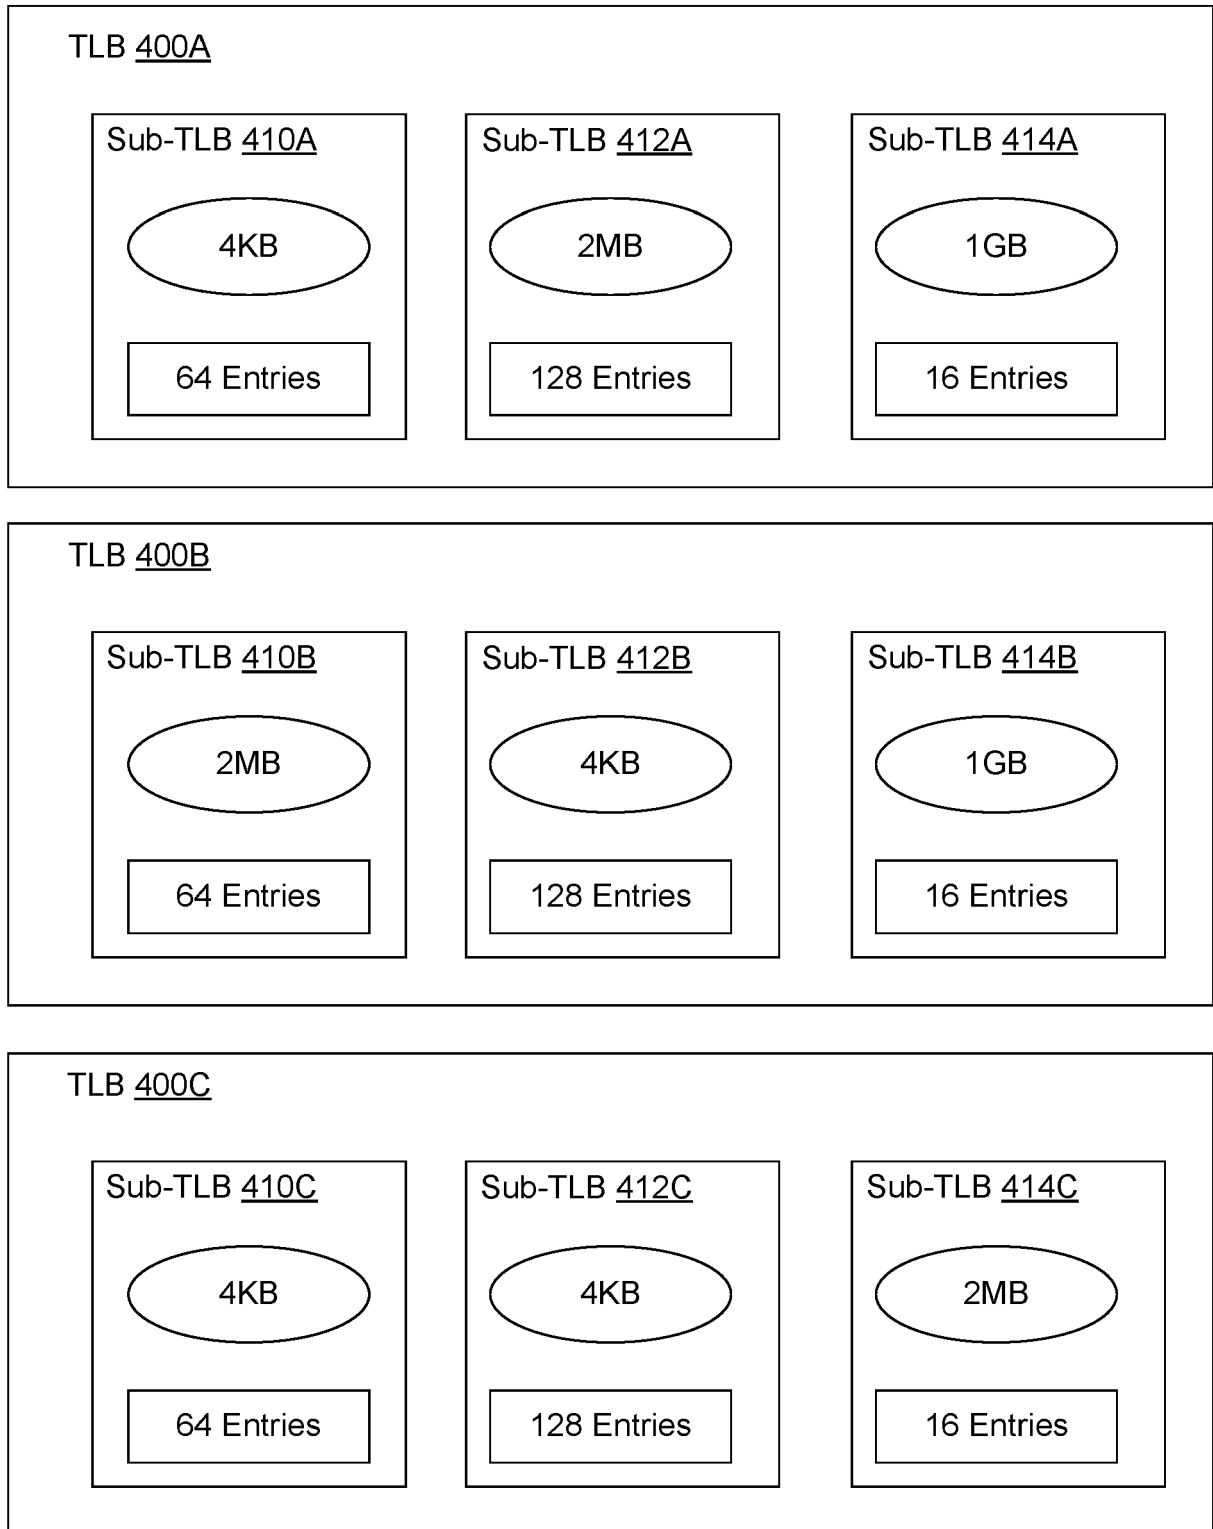 TLB 400A
Sub-TLB 410A
Sub-TLB 412A
Sub-TLB 414A
4KB
2MB
1GB
64 Entries
128 Entries
16 Entries
TLB 400B
Sub-TLB 410B
Sub-TLB 412B
Sub-TLB 414B
2MB
4KB
1GB
64 Entries
128 Entries
16 Entries
TLB 400C
Sub-TLB 410C
Sub-TLB 412C
Sub-TLB 414C
4KB
4KB
2MB
64 Entries
128 Entries
16 Entries